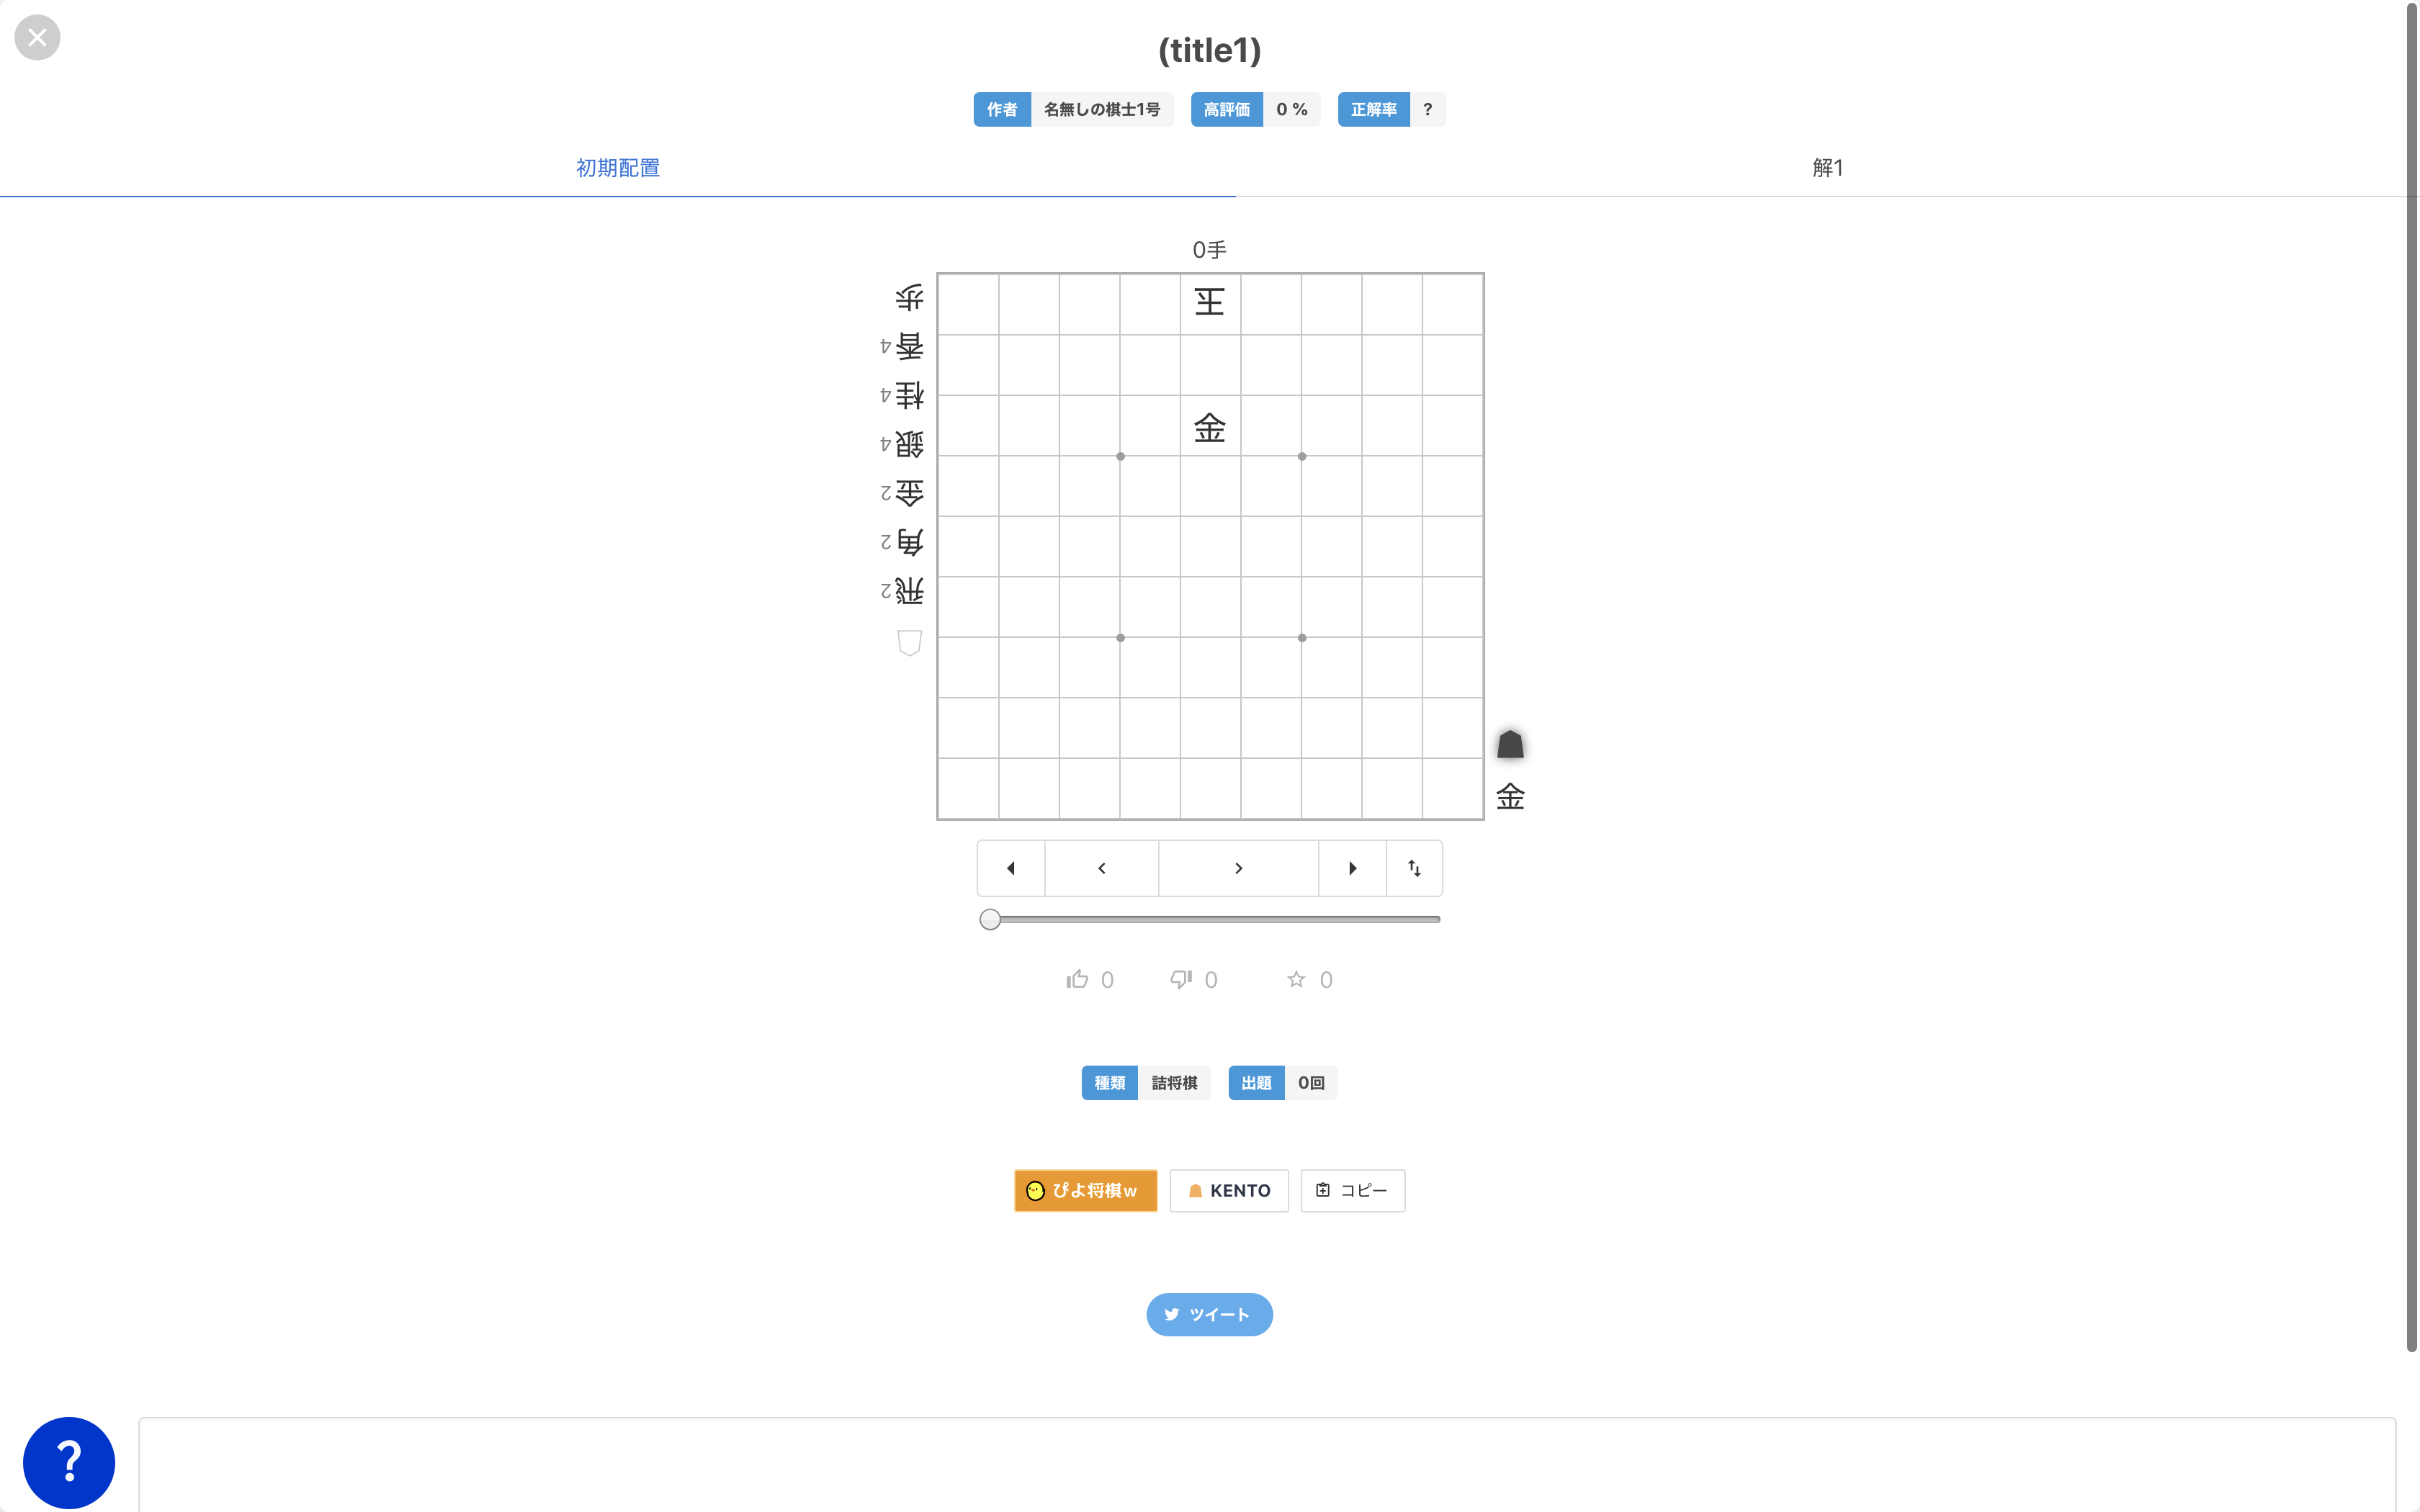 (title1)
作者 名無しの棋士1号 高評価 0 % 正解率 ?
初期配置 解1
0手
歩
香4
桂4
銀4
金2
角2
飛2
王
金
金
0 0 0
種類 詰将棋 出題 0回
ぴよ将棋w KENTO コピー
ツイート
?